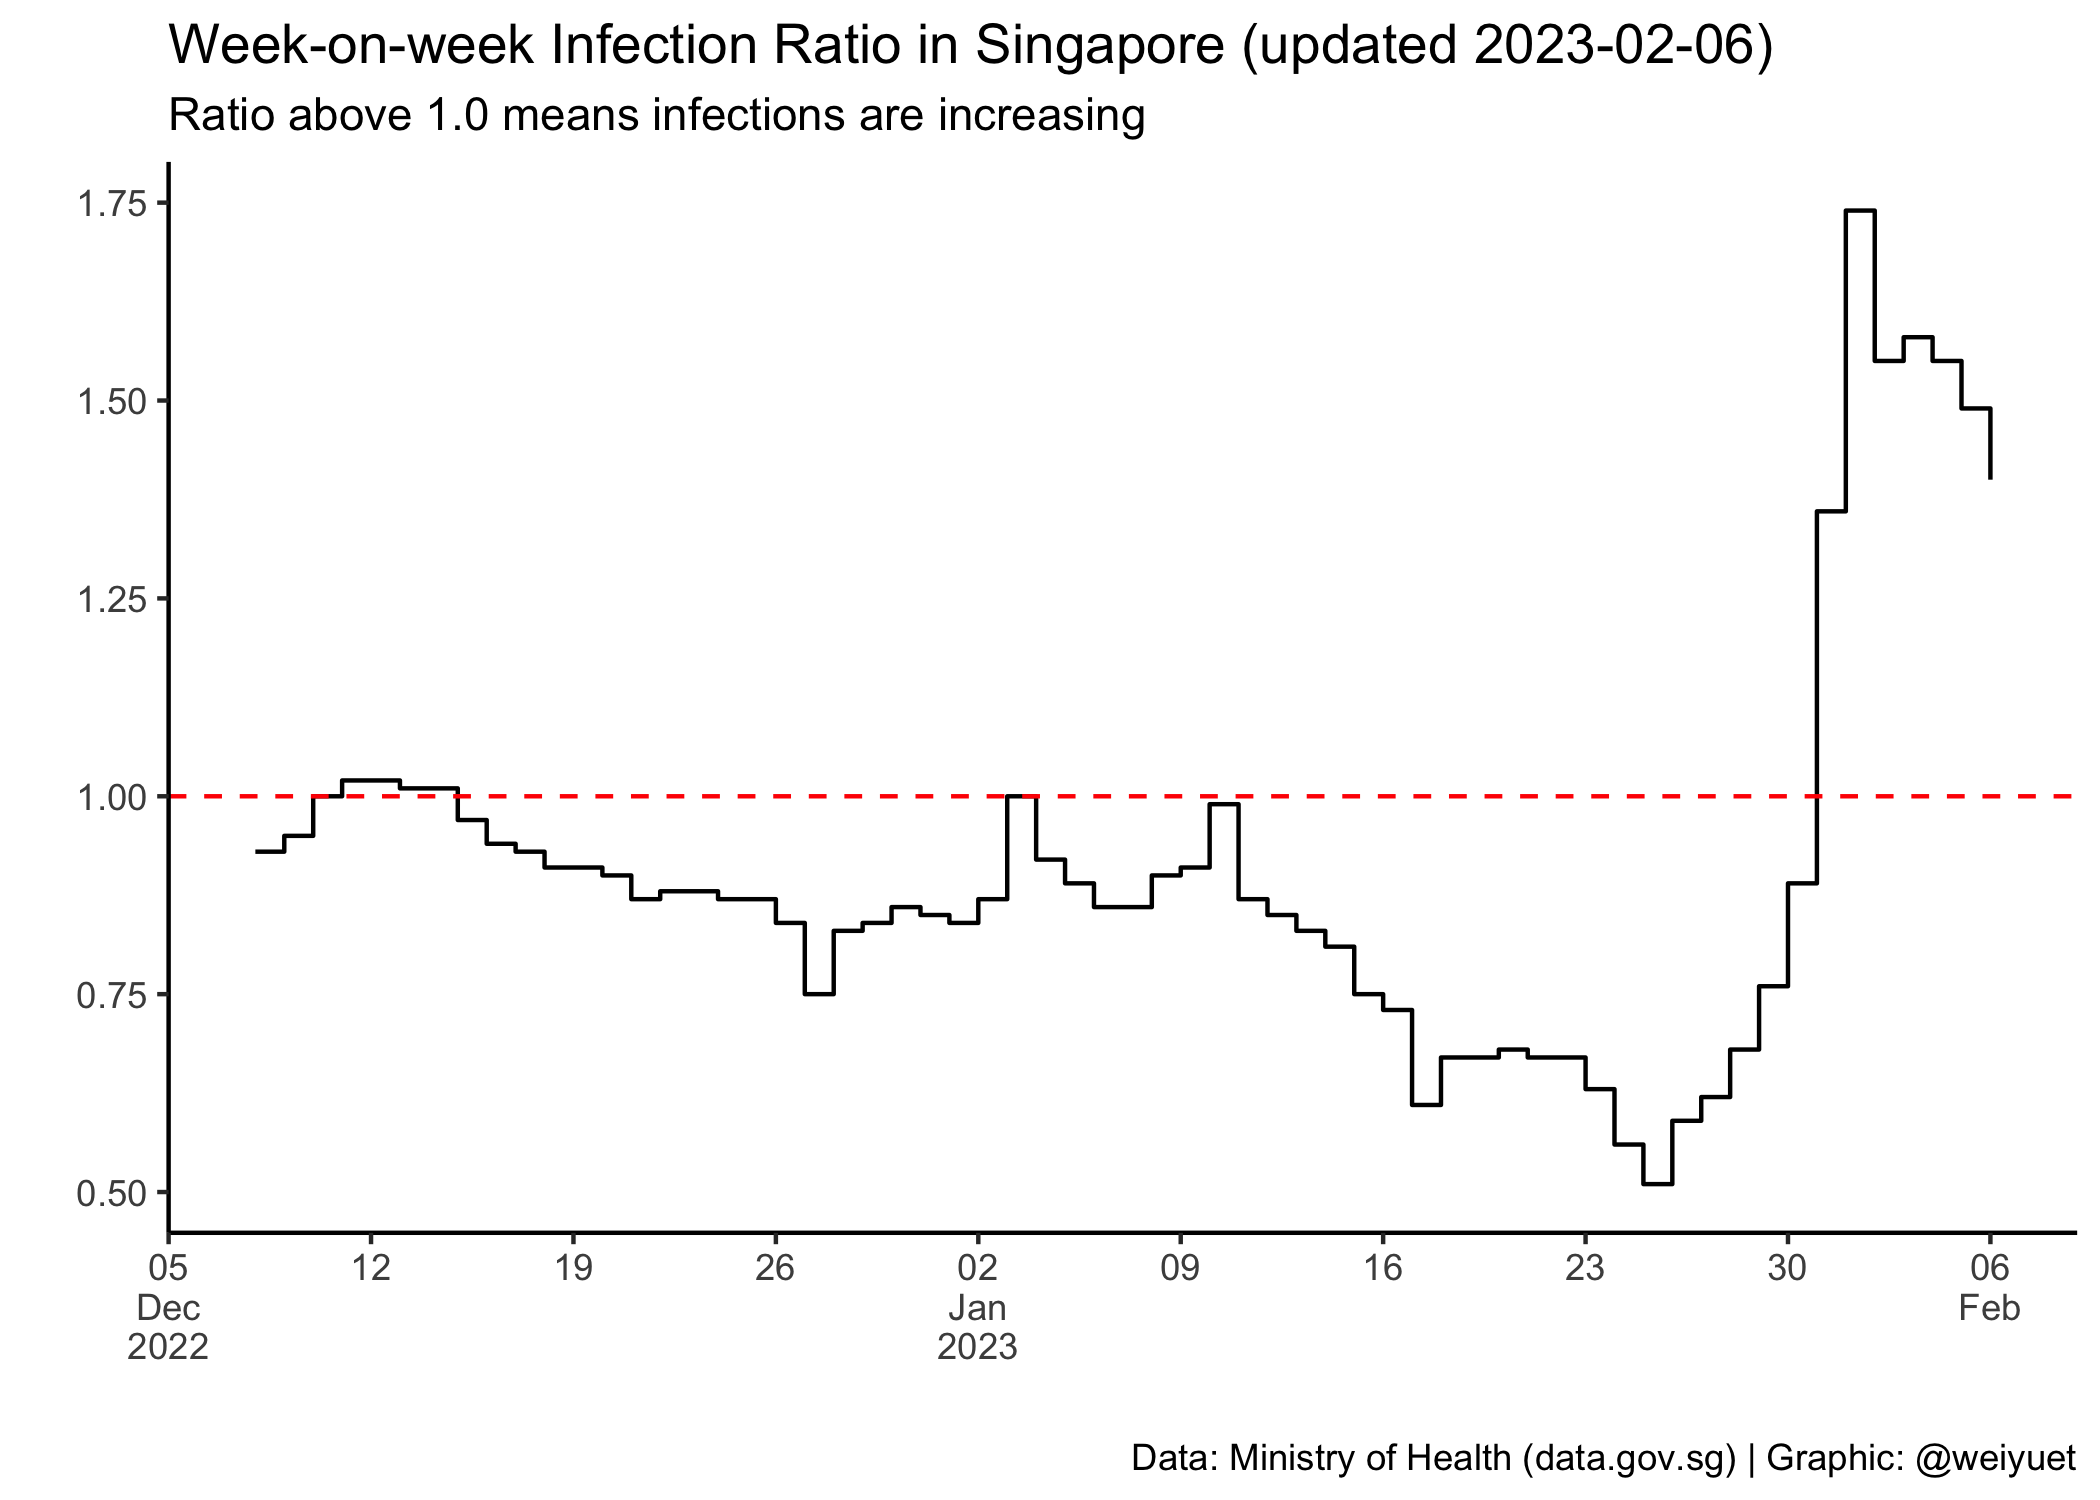 Week-on-week Infection Ratio in Singapore (updated 2023-02-06)
Ratio above 1.0 means infections are increasing
1.75
1.50
1.25
1.00
0.75
0.50
05 12 19 26 02 09 16 23 30 06
Dec Jan Feb
2022 2023
Data: Ministry of Health (data.gov.sg) | Graphic: @weiyuet